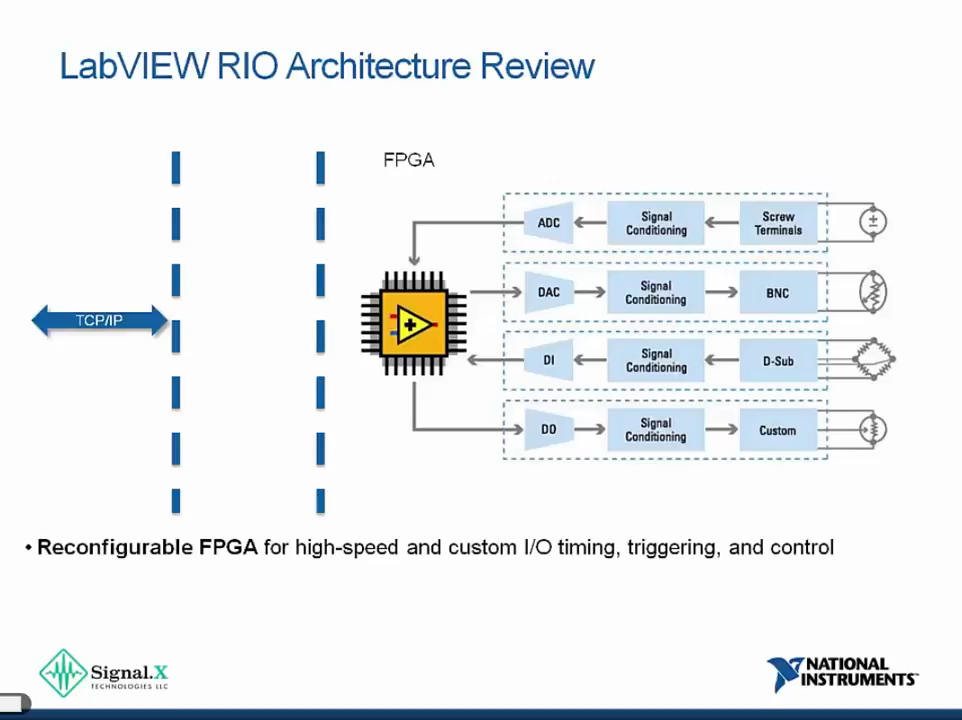 LabVIEW RIO Architecture Review
FPGA
ADC
Signal
Conditioning
Screw
Terminals
±
DAC
Signal
Conditioning
BNC
TCP/IP
DI
Signal
Conditioning
D-Sub
DO
Signal
Conditioning
Custom
• Reconfigurable FPGA for high-speed and custom I/O timing, triggering, and control
Signal.X
TECHNOLOGIES LLC
NATIONAL
INSTRUMENTS™